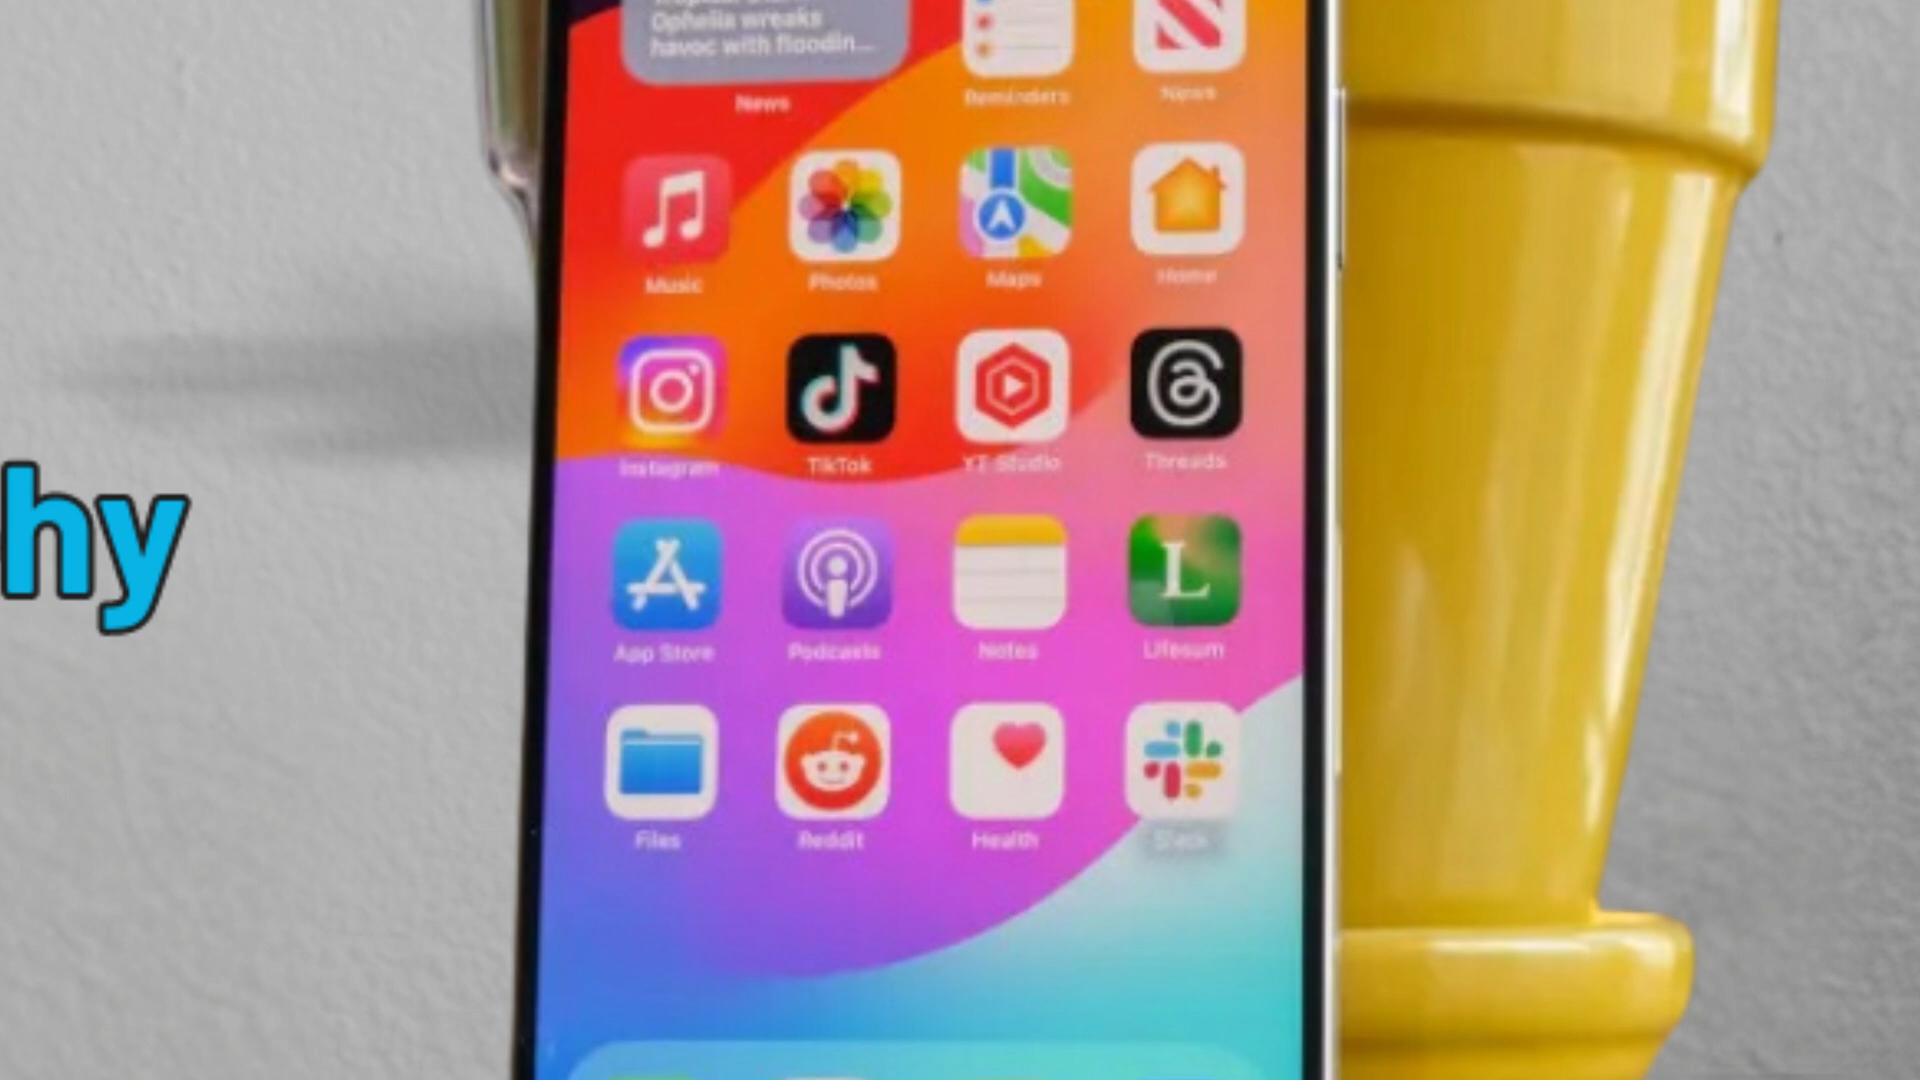 Ophelia wreaks
havoc with floodin...
News
Reminders
News
Music
Photos
Maps
Home
Instagram
TikTok
YT Studio
Threads
hy
App Store
Podcasts
Notes
L
Lifesum
Files
Reddit
Health
Slack